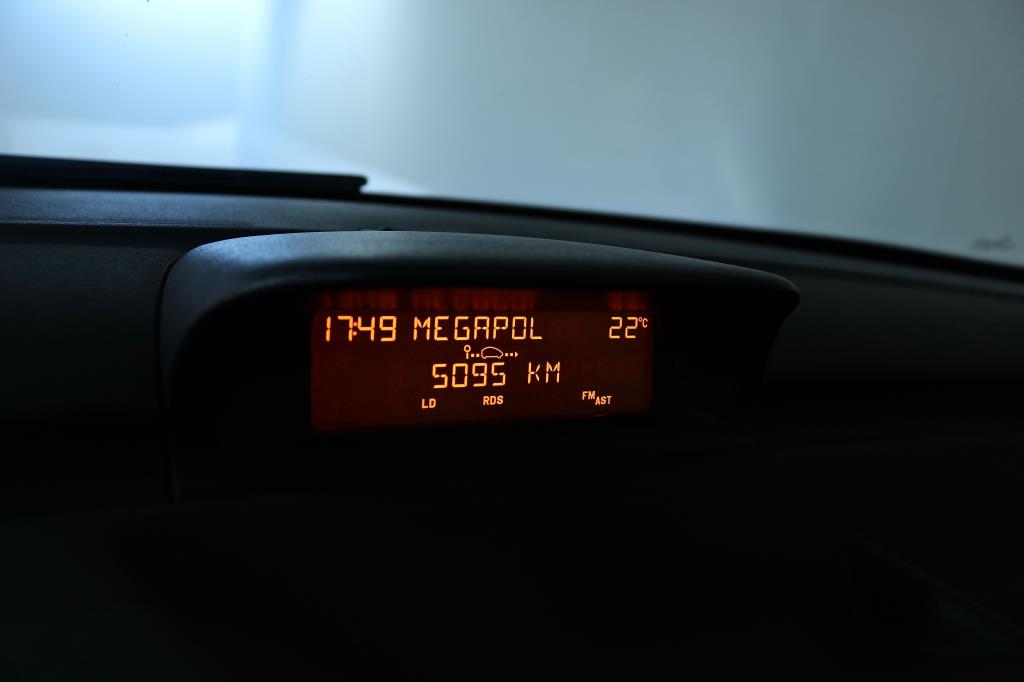 17:49 MEGAPOL 22°C
5095 KM
LD RDS FM AST